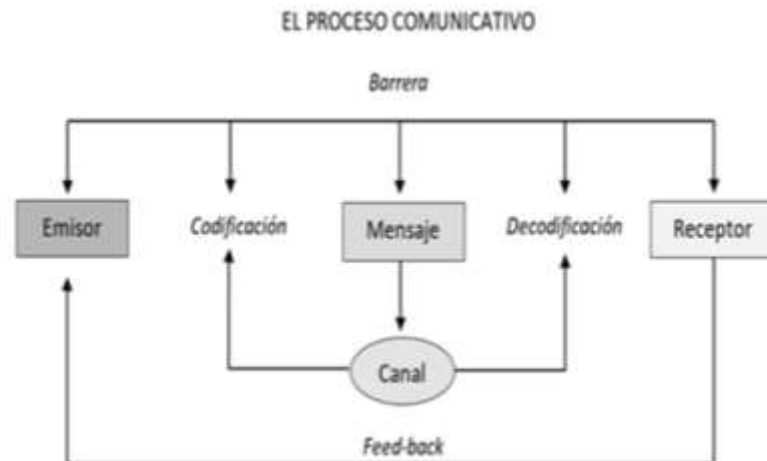 EL PROCESO COMUNICATIVO
Barrera
Emisor
Codificación
Mensaje
Decodificación
Receptor
Canal
Feed-back